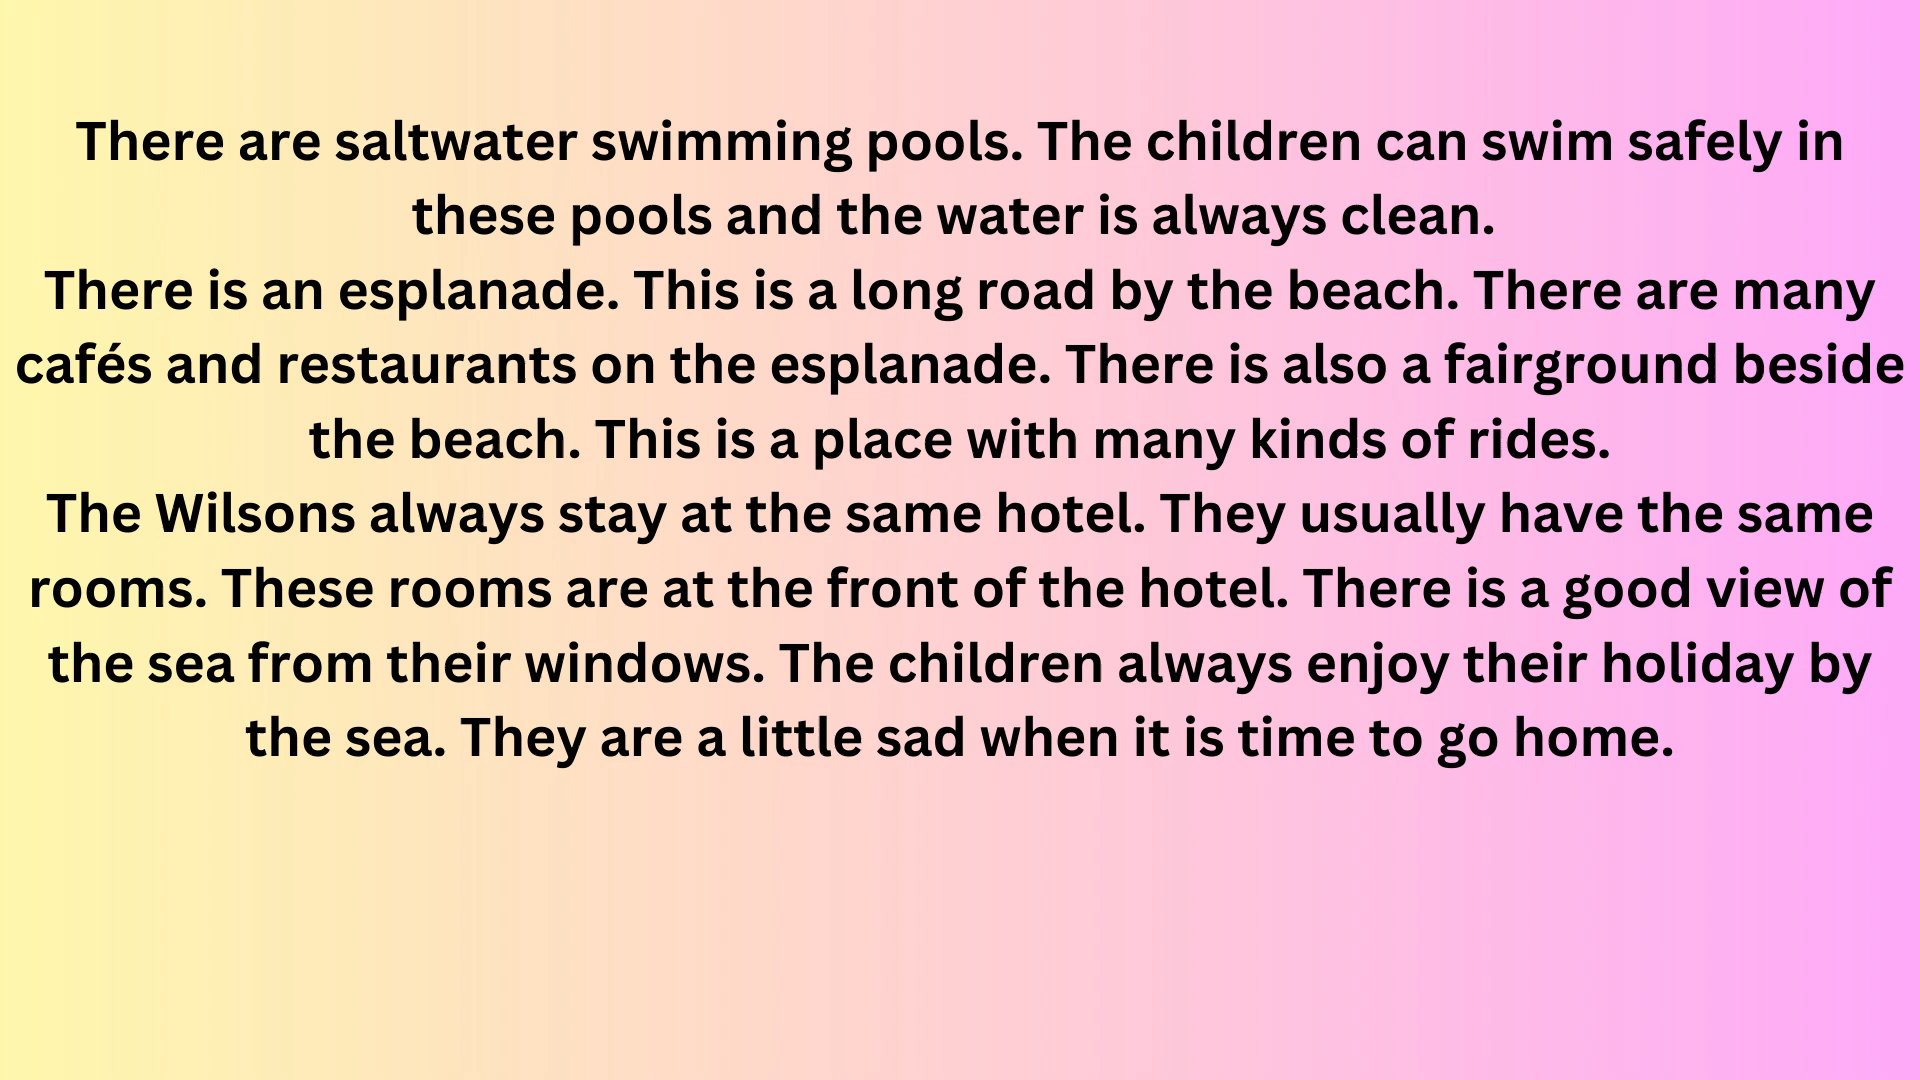 There are saltwater swimming pools. The children can swim safely in
these pools and the water is always clean.
There is an esplanade. This is a long road by the beach. There are many
cafés and restaurants on the esplanade. There is also a fairground beside
the beach. This is a place with many kinds of rides.
The Wilsons always stay at the same hotel. They usually have the same
rooms. These rooms are at the front of the hotel. There is a good view of
the sea from their windows. The children always enjoy their holiday by
the sea. They are a little sad when it is time to go home.